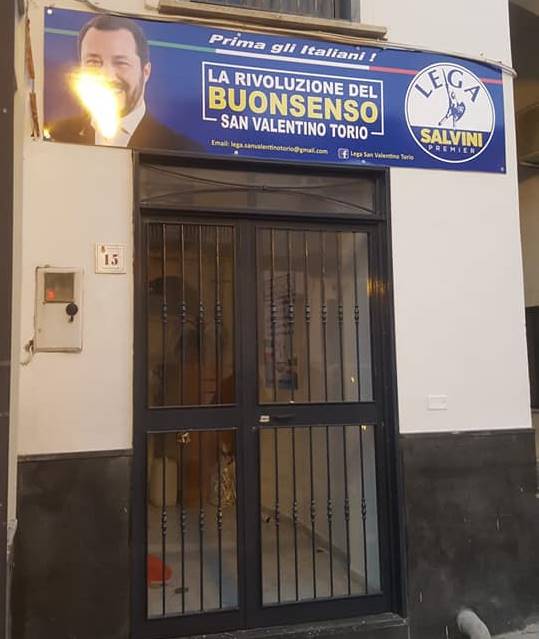 Prima gli Italiani !
LA RIVOLUZIONE DEL
BUONSENSO
SAN VALENTINO TORIO
Email: lega.sanvalentinotorio@gmail.com
Lega San Valentino Torio
LEGA
SALVINI
PREMIER
15